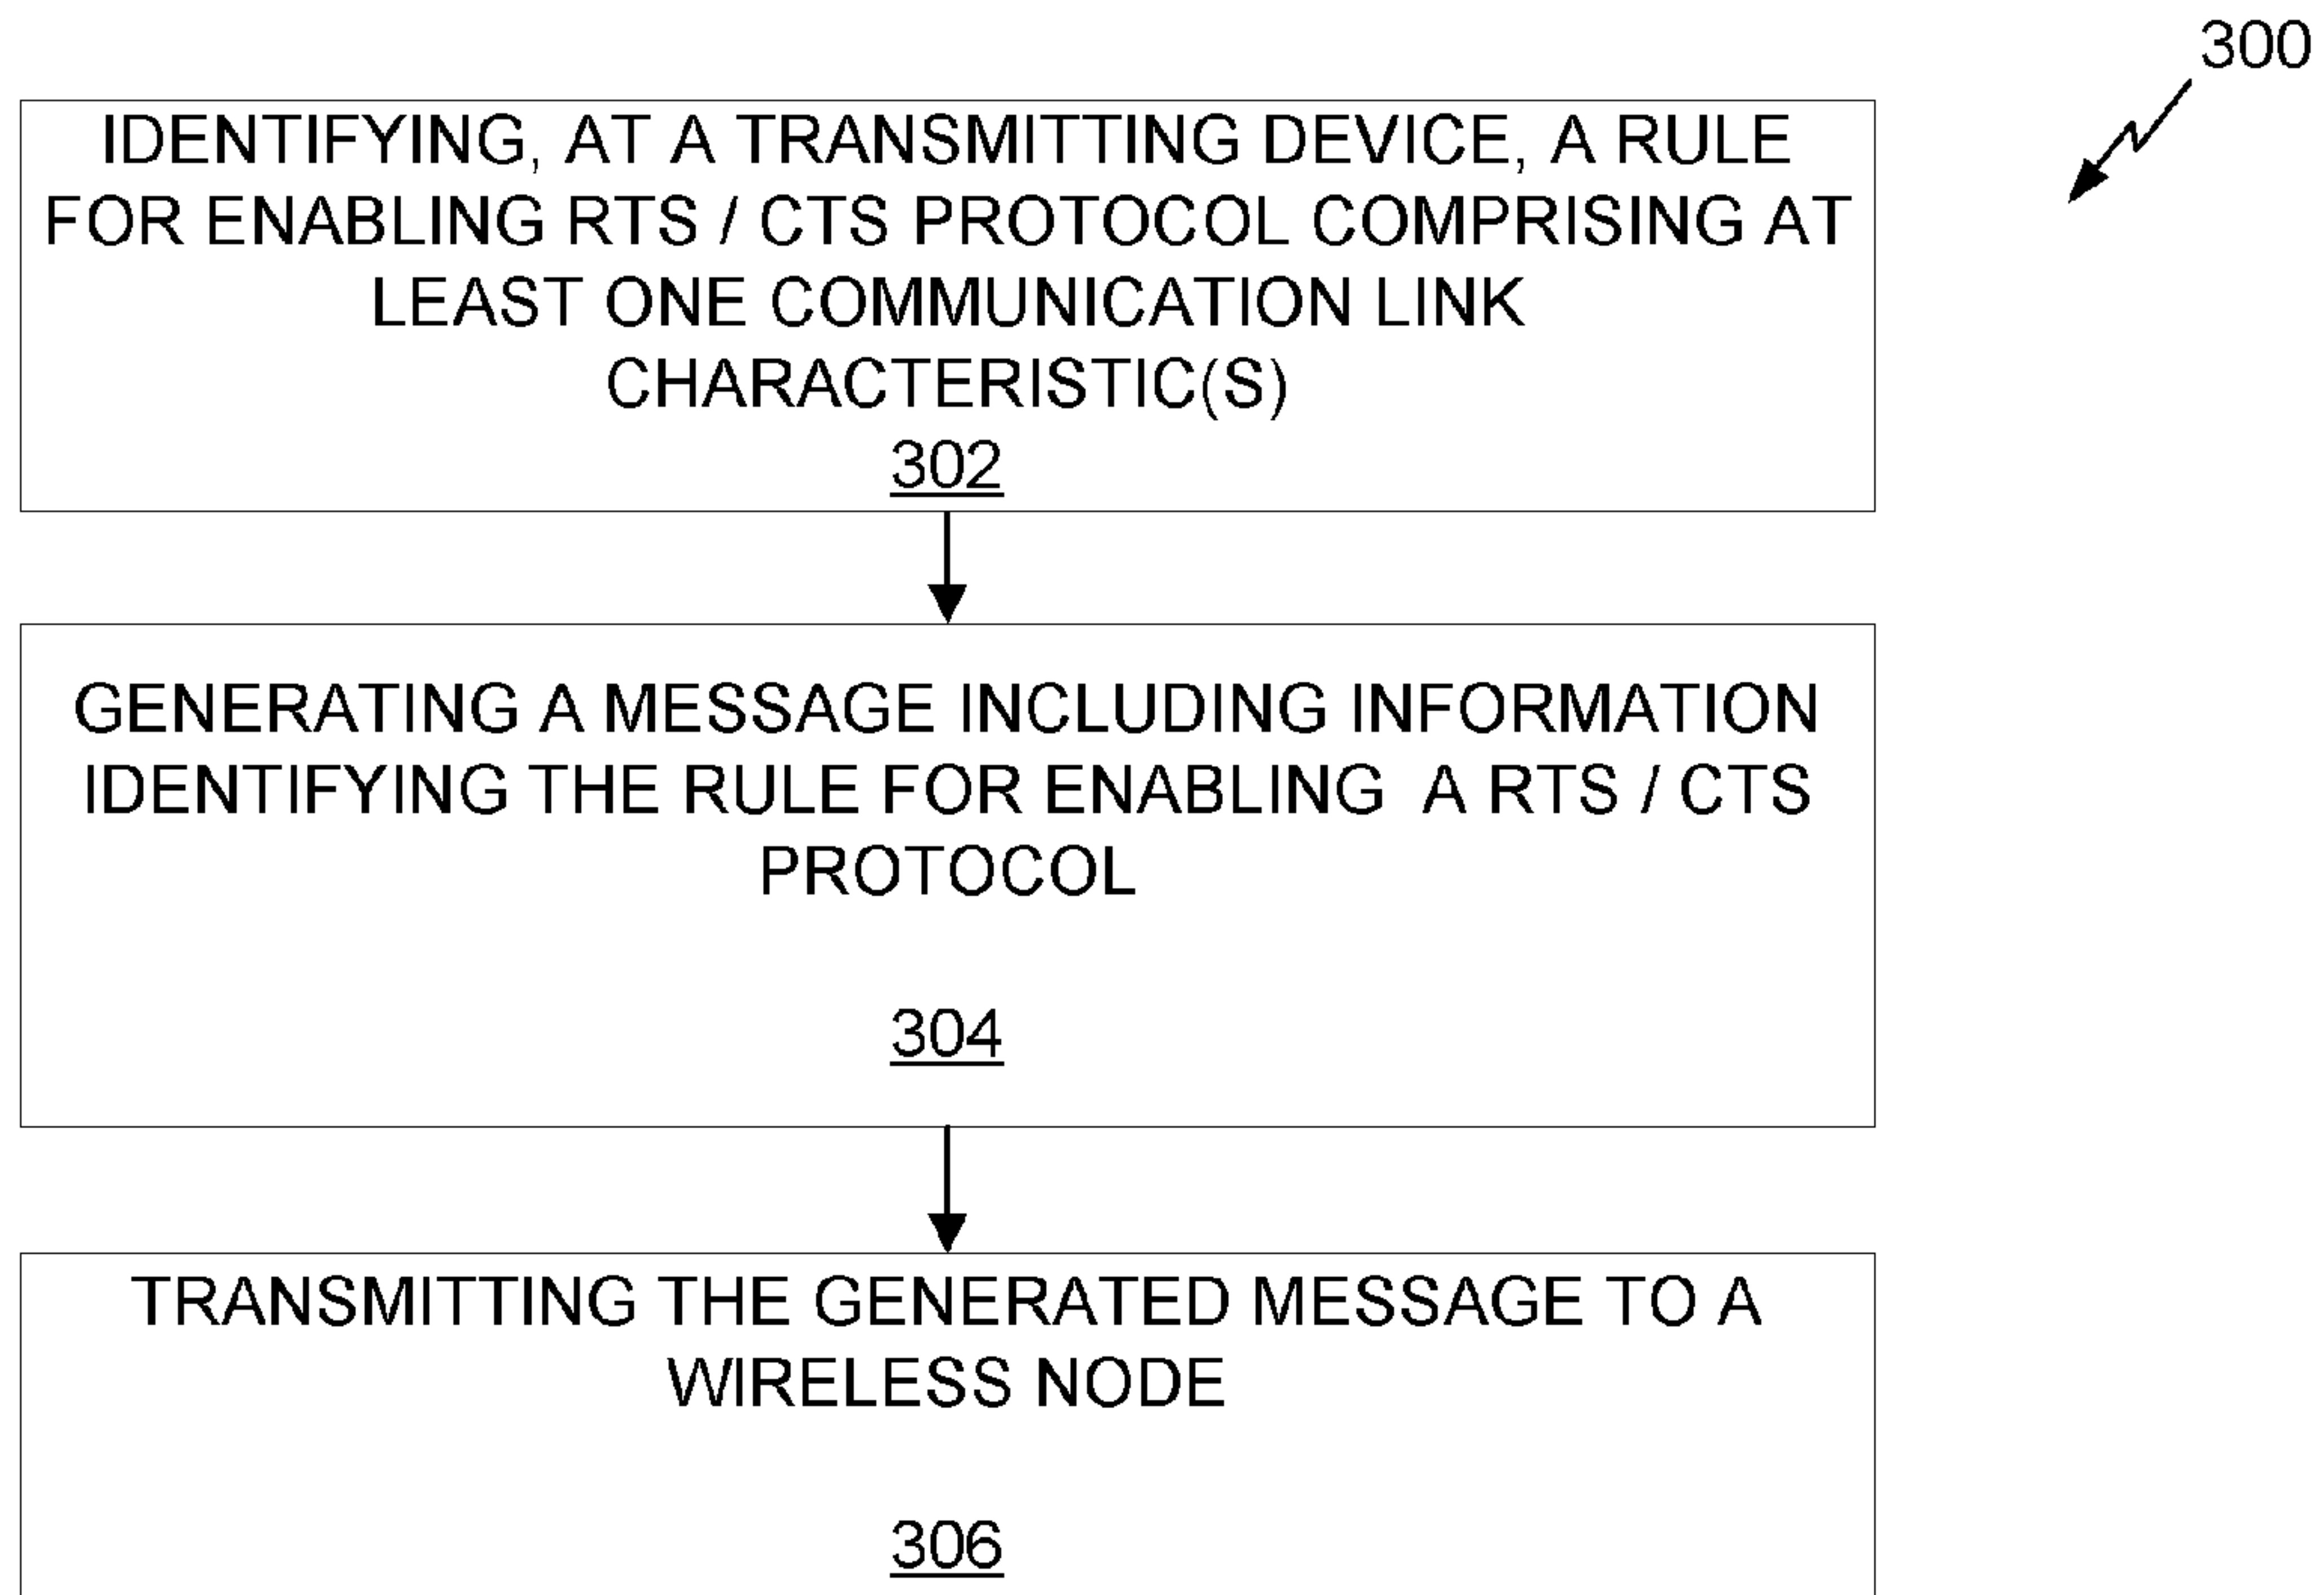 300
IDENTIFYING, AT A TRANSMITTING DEVICE, A RULE
FOR ENABLING RTS / CTS PROTOCOL COMPRISING AT
LEAST ONE COMMUNICATION LINK
CHARACTERISTIC(S)
302
GENERATING A MESSAGE INCLUDING INFORMATION
IDENTIFYING THE RULE FOR ENABLING A RTS / CTS
PROTOCOL
304
TRANSMITTING THE GENERATED MESSAGE TO A
WIRELESS NODE
306